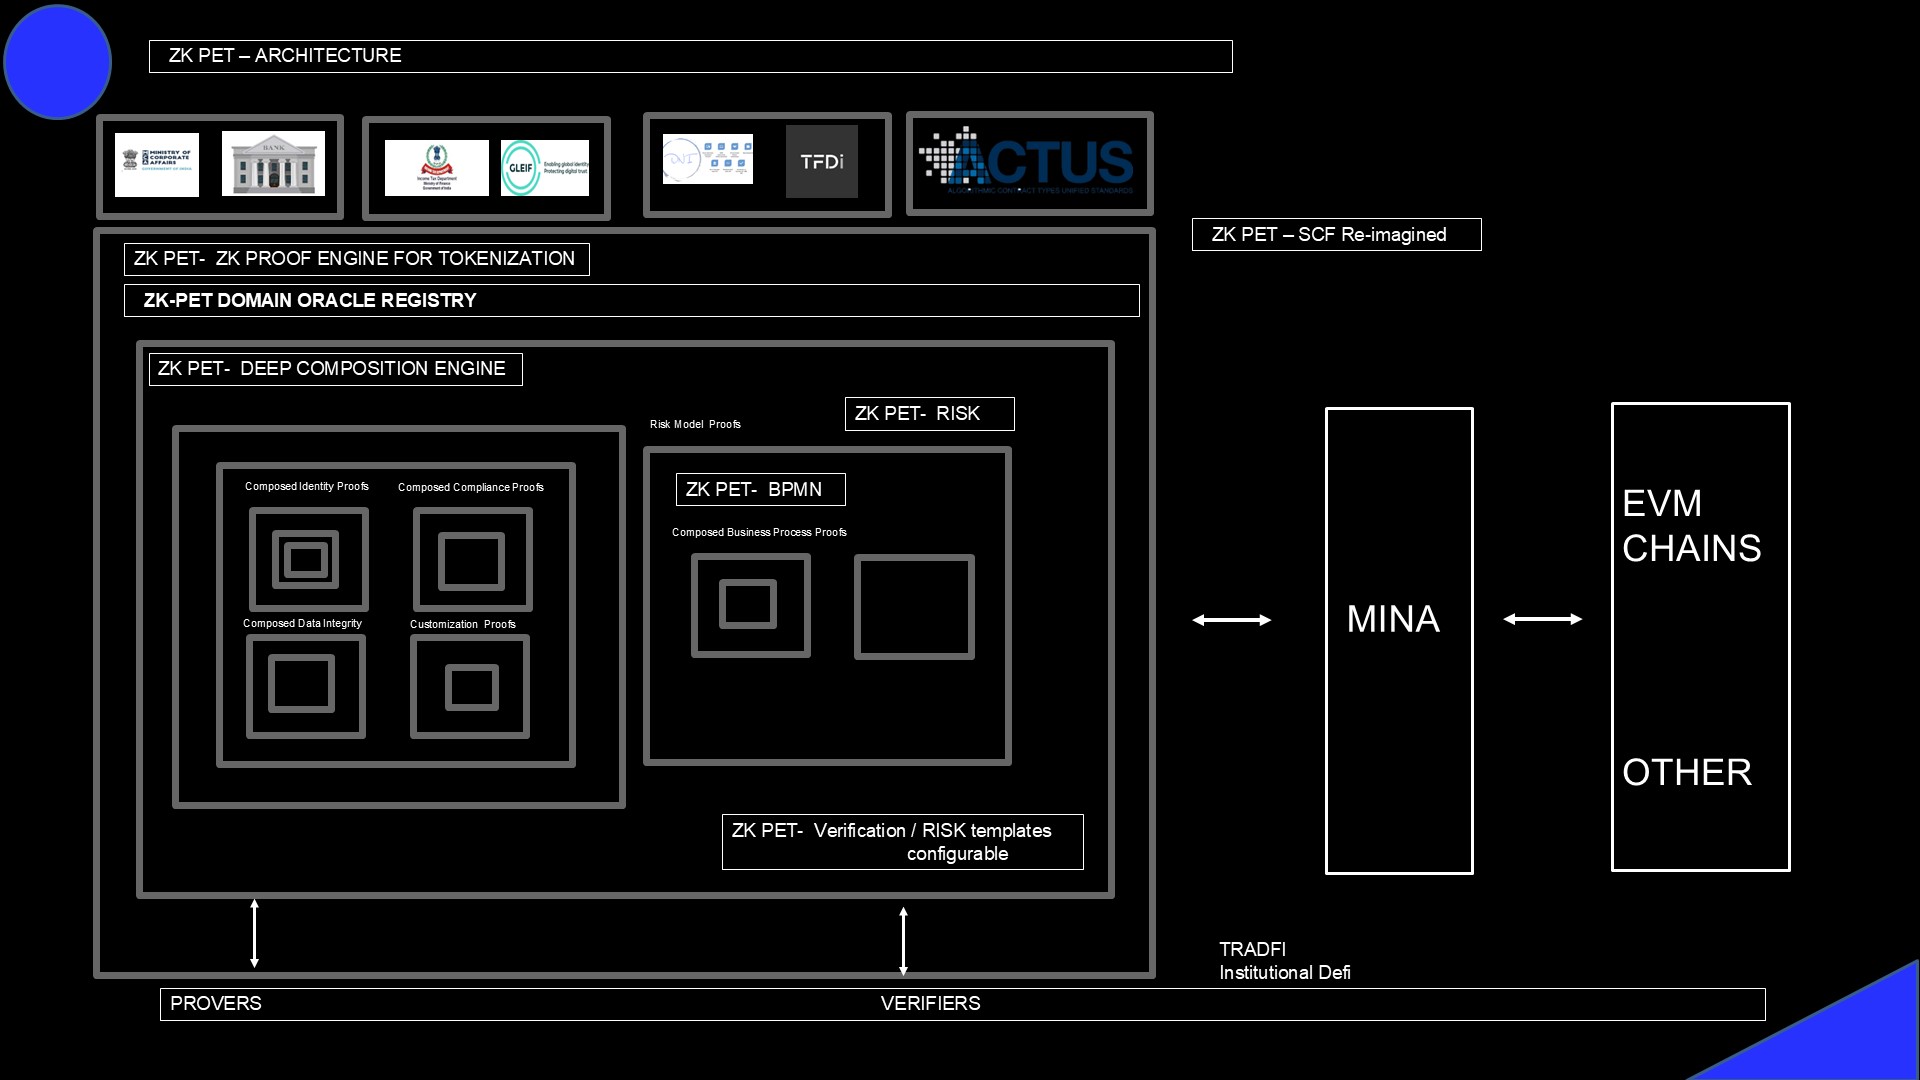 ZK PET – ARCHITECTURE
MINISTRY OF
CORPORATE
AFFAIRS
GOVERNMENT OF INDIA
BANK
Income Tax Department
Ministry of Finance
Government of India
GLEIF
Enabling global identity
Protecting digital trust
TFDi
ACTUS
ALGORITHMIC CONTRACT TYPES UNIFIED STANDARDS
ZK PET – SCF Re-imagined
ZK PET-  ZK PROOF ENGINE FOR TOKENIZATION
ZK-PET DOMAIN ORACLE REGISTRY
ZK PET-  DEEP COMPOSITION ENGINE
ZK PET-  RISK
Risk Model  Proofs
Composed Identity Proofs
Composed Compliance Proofs
ZK PET-  BPMN
Composed Business Process Proofs
Composed Data Integrity
Customization  Proofs
ZK PET-  Verification / RISK templates
configurable
MINA
EVM
CHAINS
OTHER
TRADFI
Institutional Defi
PROVERS
VERIFIERS